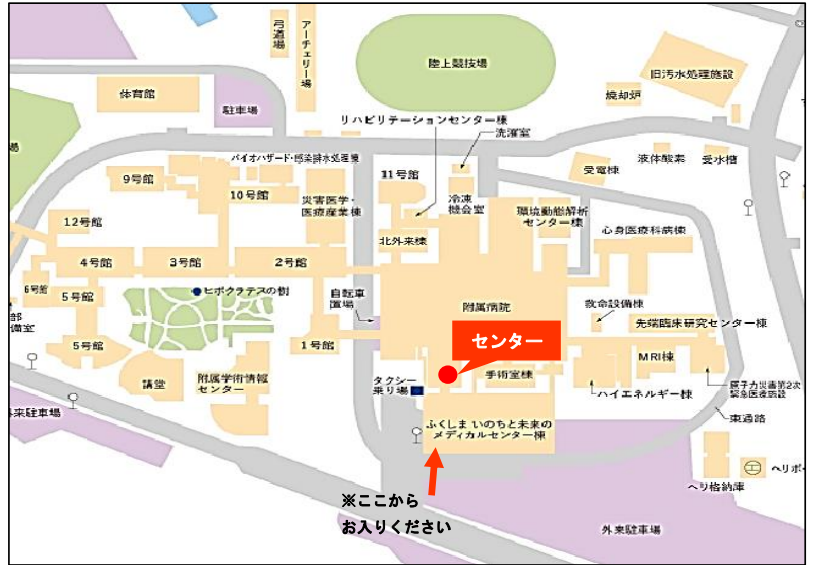 弓道場
アーチェリー場
陸上競技場
旧汚水処理施設
体育館
駐車場
焼却炉
リハビリテーションセンター棟
洗濯室
場
バイオハザード・感染排水処理棟
9号館
10号館
災害医学・
医療産業棟
11号館
冷凍
機会室
受電棟
液体酸素
受水槽
環境動態解析
センター棟
心身医療科病棟
12号館
北外来棟
4号館
3号館
2号館
6号館
5号館
ヒポクラテスの樹
自転車
置場
附属病院
救命設備棟
先端臨床研究センター棟
部
備室
センター
5号館
1号館
講堂
附属学術情報
センター
タクシー
乗り場
手術室棟
MRI棟
ハイエネルギー棟
原子力災害第2次
緊急医療施設
外来駐車場
ふくしま いのちと未来の
メディカルセンター棟
東通路
ヘリ格納庫
ヘリポー
※ここから
お入りください
外来駐車場